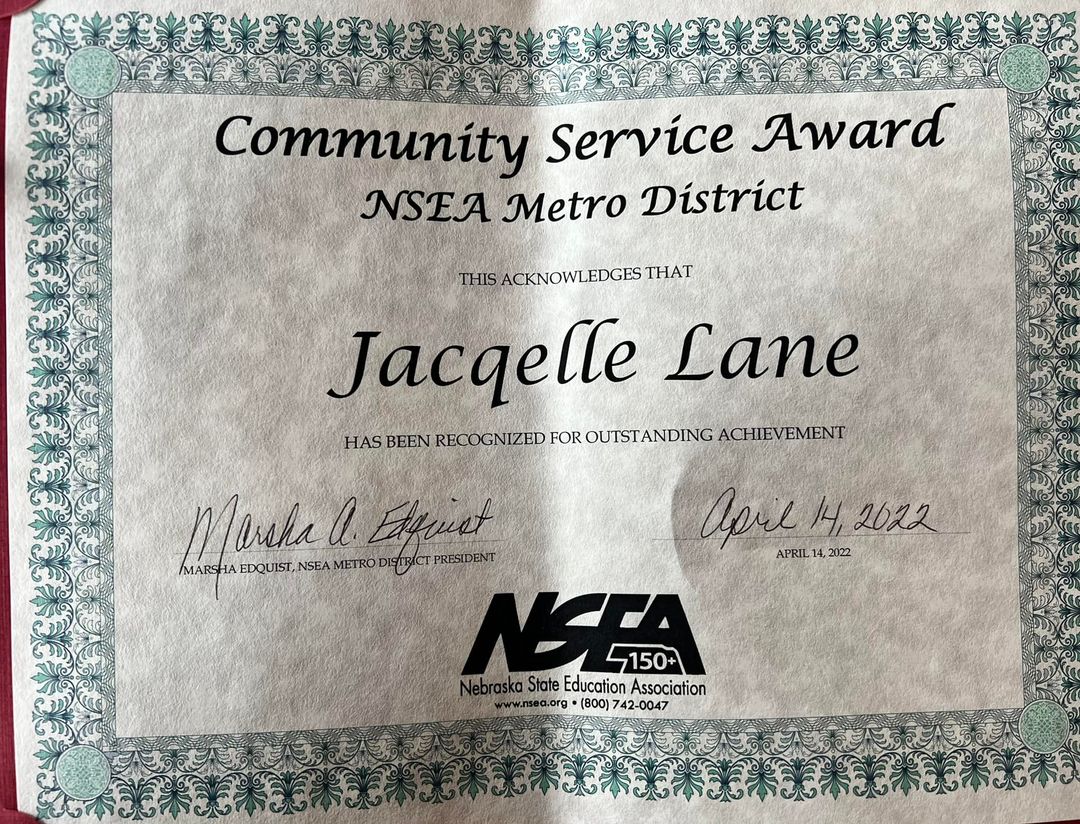 Community Service Award
NSEA Metro District
THIS ACKNOWLEDGES THAT
Jacqelle Lane
HAS BEEN RECOGNIZED FOR OUTSTANDING ACHIEVEMENT
Marsha A. Edquist
April 14, 2022
MARSHA EDQUIST, NSEA METRO DISTRICT PRESIDENT
APRIL 14, 2022
NSEA
150+
Nebraska State Education Association
www.nsea.org • (800) 742-0047